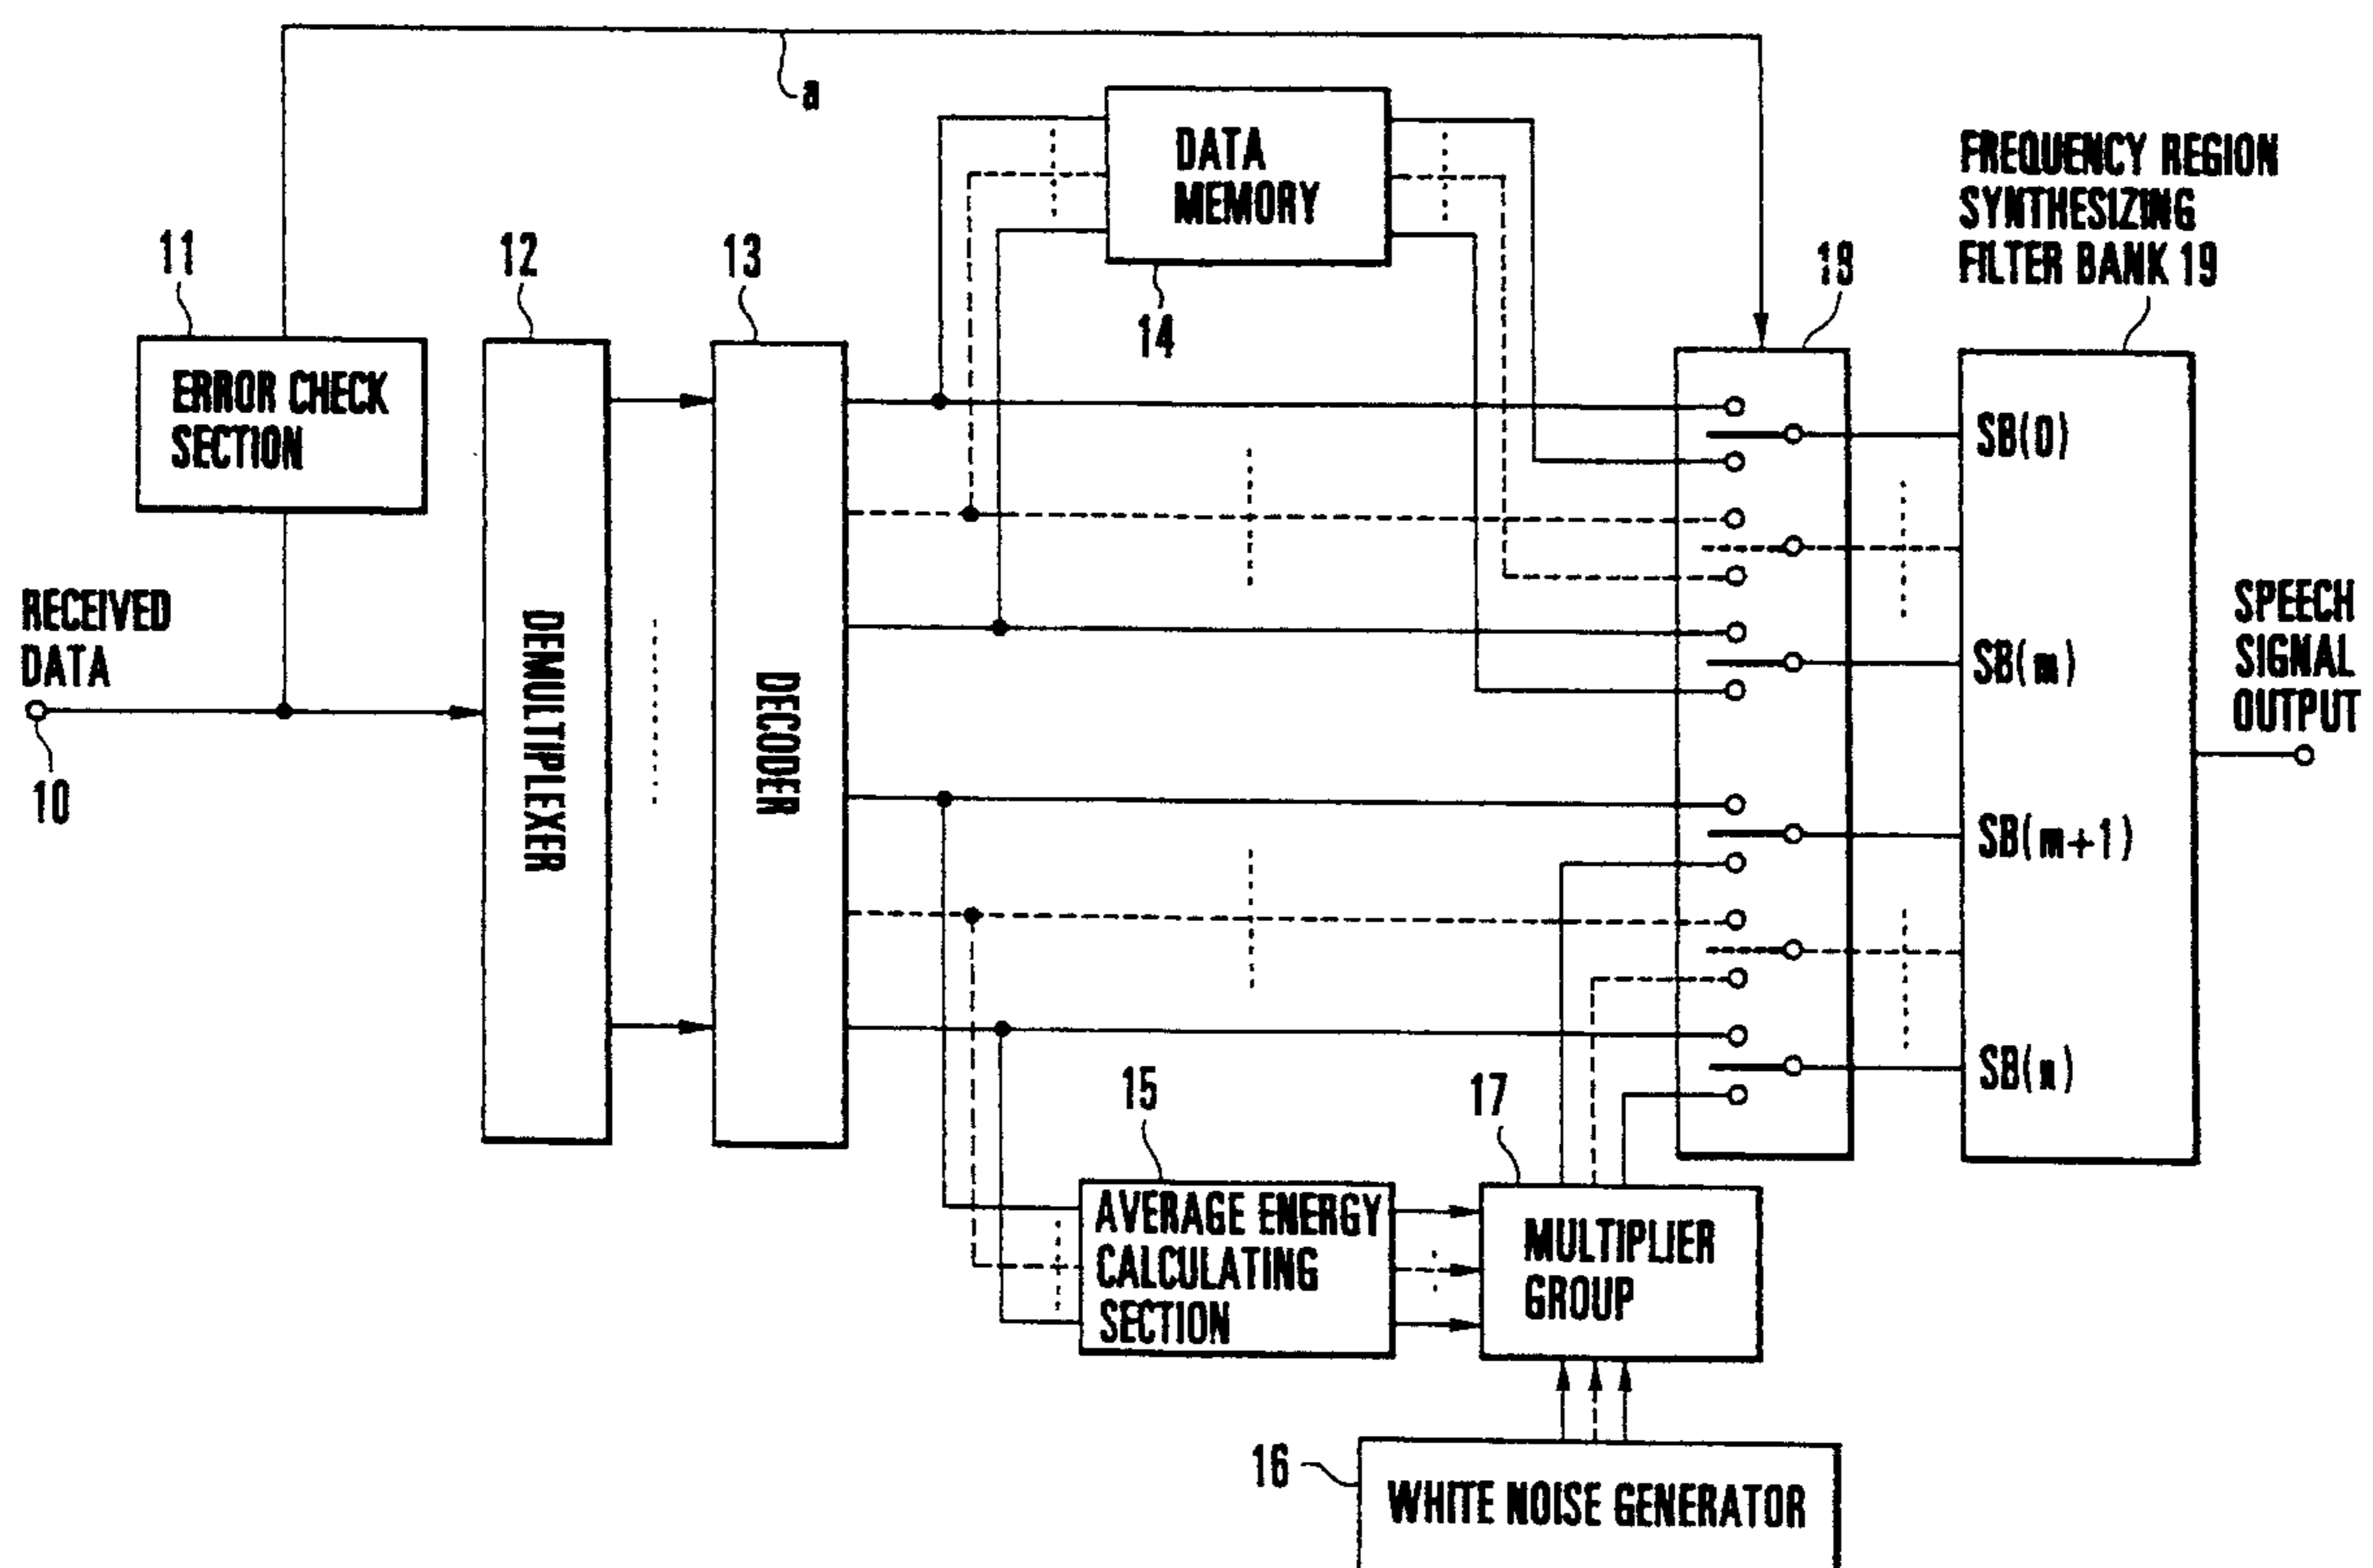 a
DATA
MEMORY
14
FREQUENCY REGION
SYNTHESIZING
FILTER BANK 19
11
12
13
18
ERROR CHECK
SECTION
RECEIVED
DATA
10
DEMULTIPLEXER
DECODER
SB(0)
SB(m)
SB(m+1)
SB(n)
SPEECH
SIGNAL
OUTPUT
15
AVERAGE ENERGY
CALCULATING
SECTION
17
MULTIPLIER
GROUP
16
WHITE NOISE GENERATOR